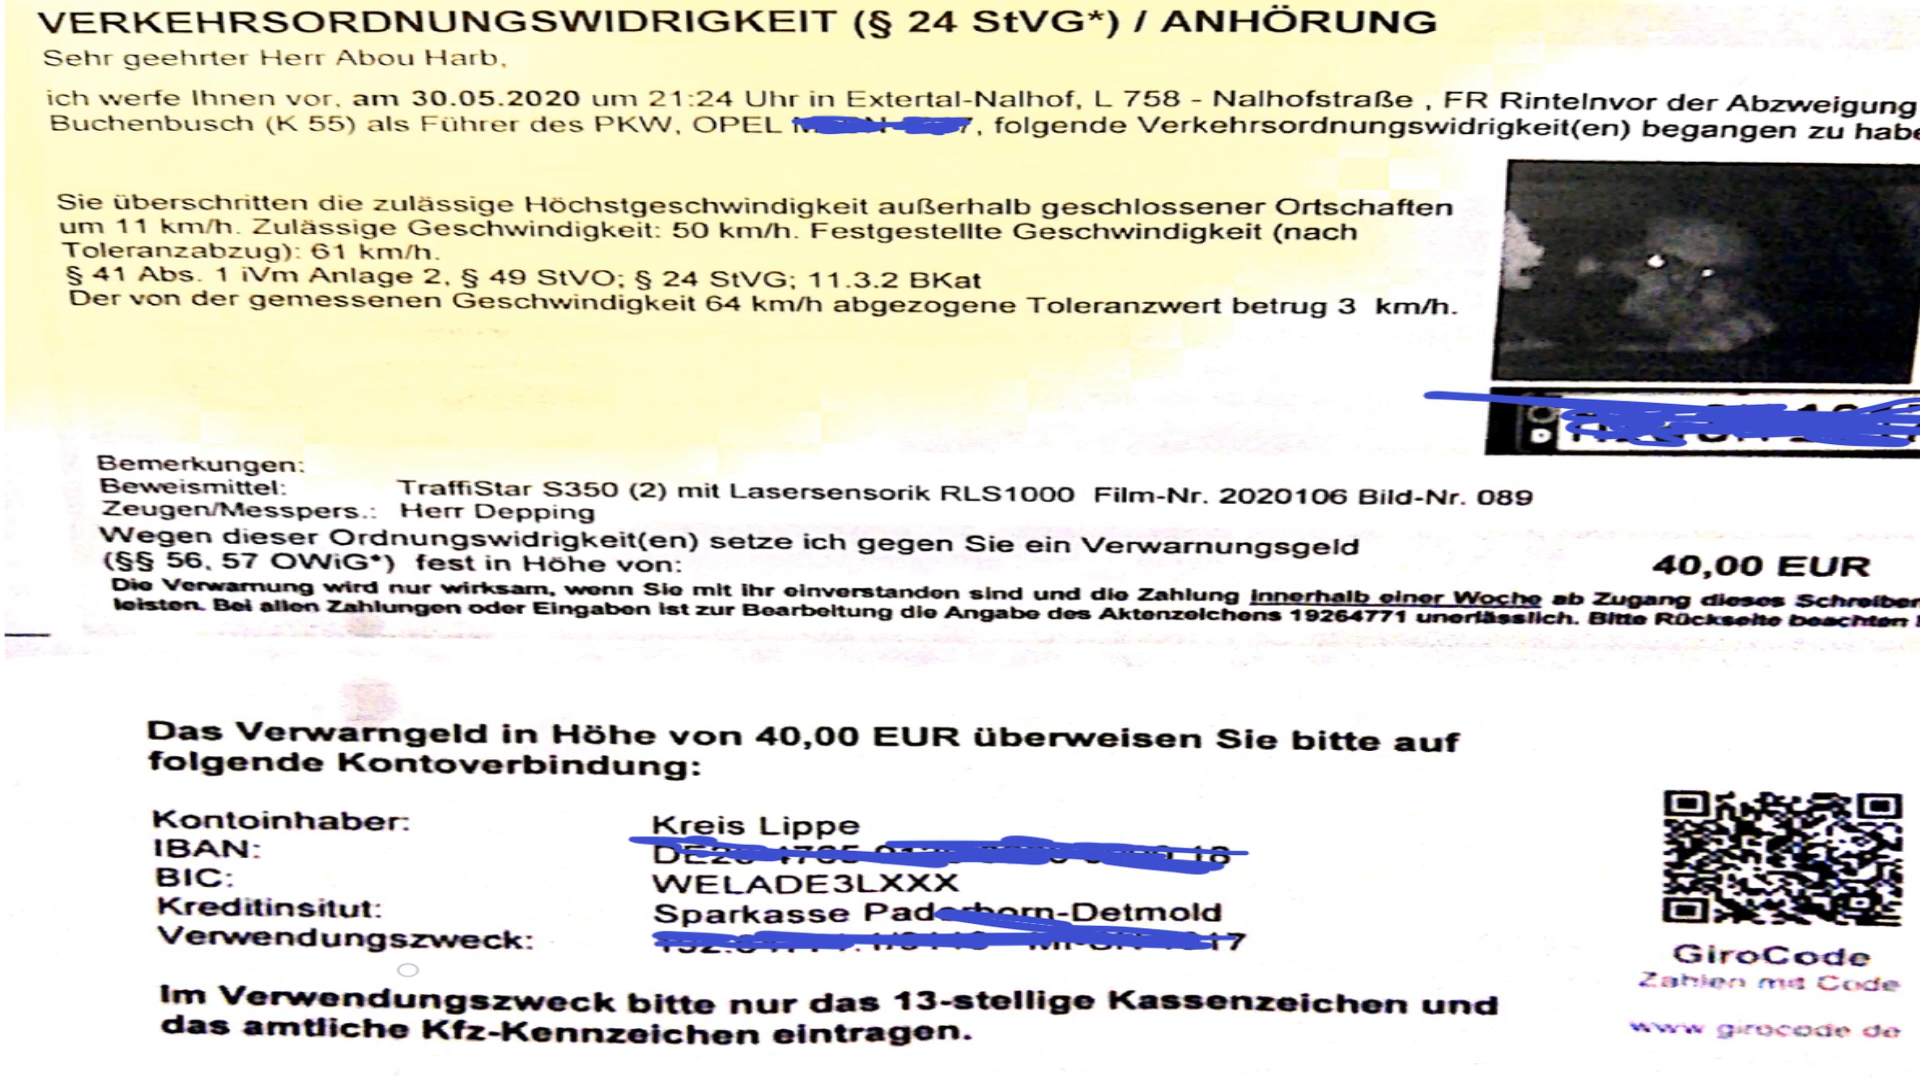 VERKEHRSORDNUNGSWIDRIGKEIT (§ 24 StVG*) / ANHÖRUNG
Sehr geehrter Herr Abou Harb,
ich werfe Ihnen vor, am 30.05.2020 um 21:24 Uhr in Extertal-Nalhof, L 758 - Nalhofstraße , FR Rintelnvor der Abzweigung
Buchenbusch (K 55) als Führer des PKW, OPEL , folgende Verkehrsordnungswidrigkeit(en) begangen zu habe
Sie überschritten die zulässige Höchstgeschwindigkeit außerhalb geschlossener Ortschaften
um 11 km/h. Zulässige Geschwindigkeit: 50 km/h. Festgestellte Geschwindigkeit (nach
Toleranzabzug): 61 km/h.
§ 41 Abs. 1 iVm Anlage 2, § 49 StVO; § 24 StVG; 11.3.2 BKat
Der von der gemessenen Geschwindigkeit 64 km/h abgezogene Toleranzwert betrug 3 km/h.
D
Bemerkungen:
Beweismittel: TraffiStar S350 (2) mit Lasersensorik RLS1000 Film-Nr. 2020106 Bild-Nr. 089
Zeugen/Messpers.: Herr Depping
Wegen dieser Ordnungswidrigkeit(en) setze ich gegen Sie ein Verwarnungsgeld
(§§ 56, 57 OWiG*) fest in Höhe von: 40,00 EUR
Die Verwarnung wird nur wirksam, wenn Sie mit ihr einverstanden sind und die Zahlung innerhalb einer Woche ab Zugang dieses Schreiben
leisten. Bei allen Zahlungen oder Eingaben ist zur Bearbeitung die Angabe des Aktenzeichens 19264771 unerlässlich. Bitte Rückseite beachten !
Das Verwarngeld in Höhe von 40,00 EUR überweisen Sie bitte auf
folgende Kontoverbindung:
Kontoinhaber: Kreis Lippe
IBAN:
BIC: WELADE3LXXX
Kreditinsitut: Sparkasse Paderborn-Detmold
Verwendungszweck:
Im Verwendungszweck bitte nur das 13-stellige Kassenzeichen und
das amtliche Kfz-Kennzeichen eintragen.
GiroCode
Zahlen mit Code
www.girocode.de